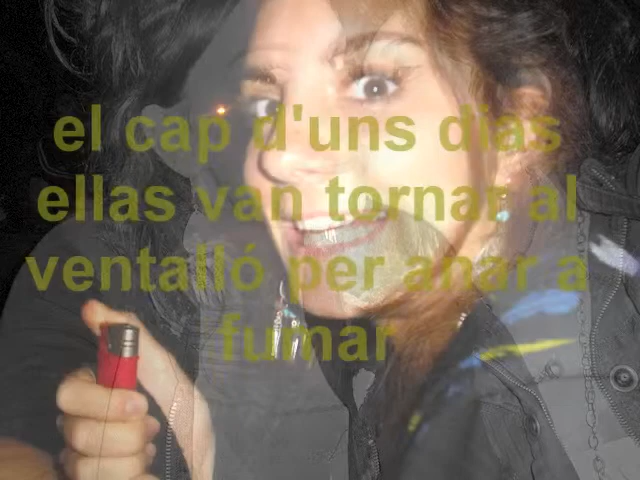 el cap d'uns dias
ellas van tornar al
ventalló per anar a
fumar